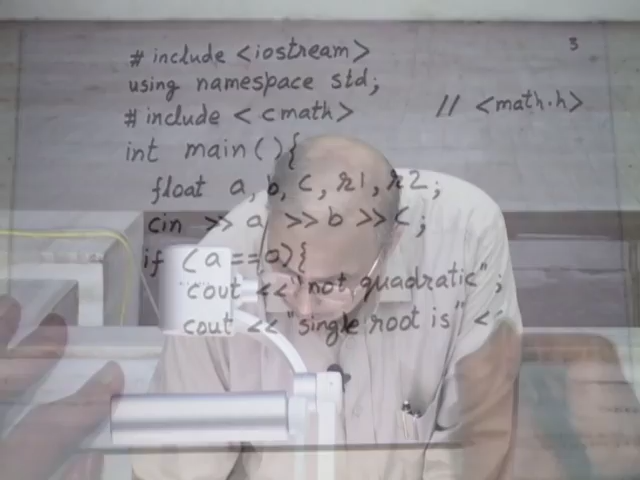 3
# include <iostream>
using namespace std;
# include < cmath> // <math.h>
int main(){
float a, b, c, r1, r2;
cin >> a >> b >> c;
if (a==0){
cout << "not quadratic";
cout << "single root is" <